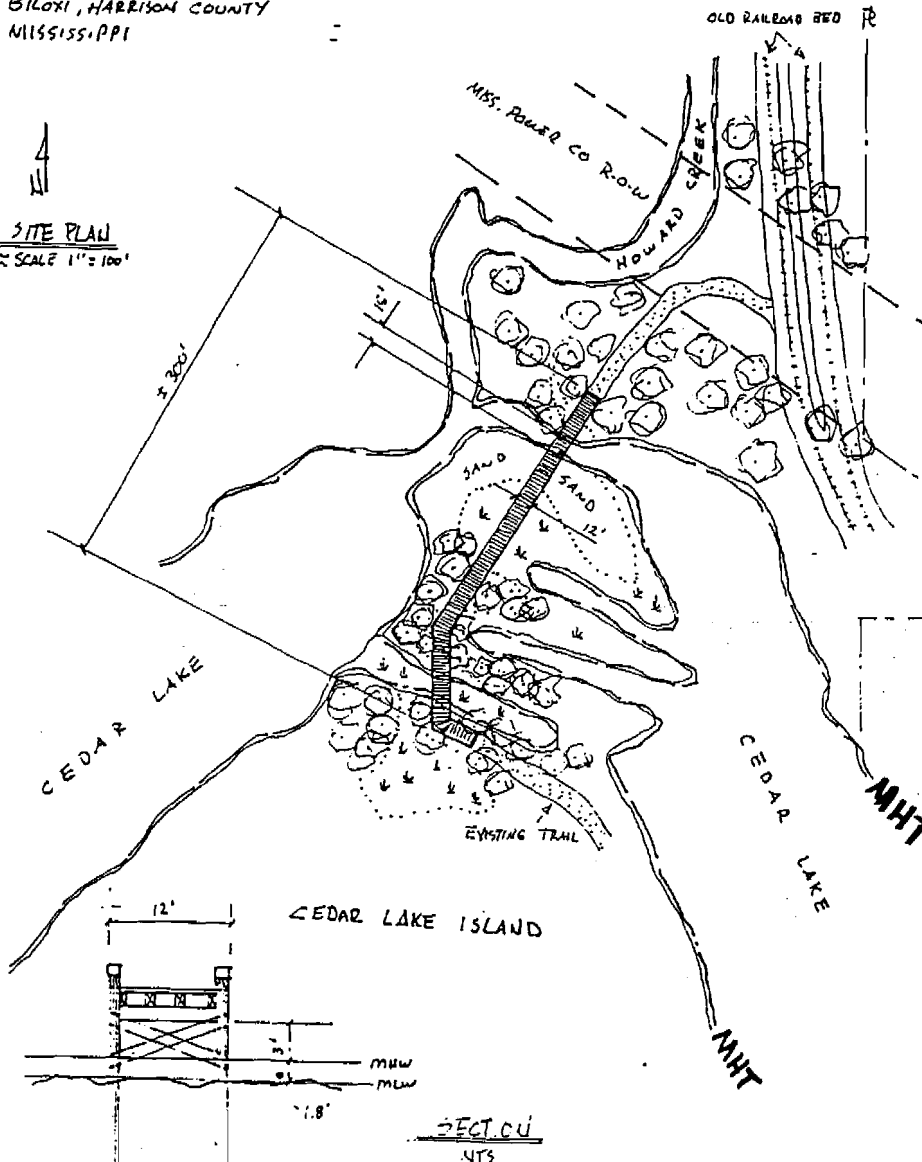 BILOXI, HARRISON COUNTY
MISSISSIPPI
OLD RAILROAD BED
MISS. POWER CO R-O-W
HOWARD CREEK
N
SITE PLAN
SCALE 1"=100'
± 300'
SAND
SAND
12'
CEDAR LAKE
CEDAR LAKE
MHT
EXISTING TRAIL
CEDAR LAKE ISLAND
12'
3'
MHW
MLW
1.8'
MHT
SECTION
NTS